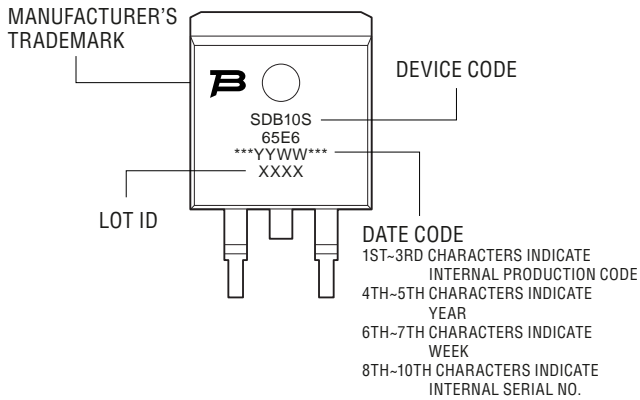 MANUFACTURER'S
TRADEMARK
DEVICE CODE
SDB10S
65E6
***YYWW***
XXXX
LOT ID
DATE CODE
1ST~3RD CHARACTERS INDICATE
INTERNAL PRODUCTION CODE
4TH~5TH CHARACTERS INDICATE
YEAR
6TH~7TH CHARACTERS INDICATE
WEEK
8TH~10TH CHARACTERS INDICATE
INTERNAL SERIAL NO.